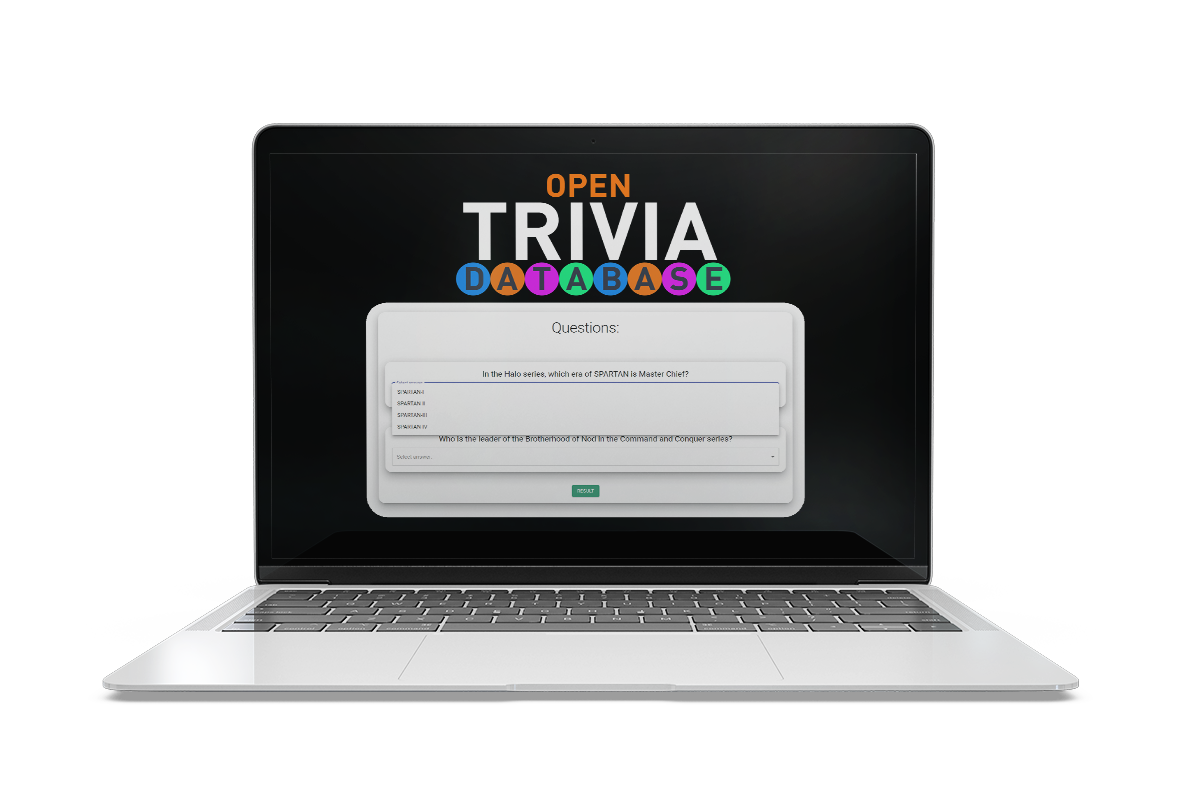 OPEN
TRIVIA
DATABASE
Questions:
In the Halo series, which era of SPARTAN is Master Chief?
SPARTAN-I
SPARTAN-II
SPARTAN-III
SPARTAN-IV
Who is the leader of the Brotherhood of Nod in the Command and Conquer series?
Select answer.
RESULT